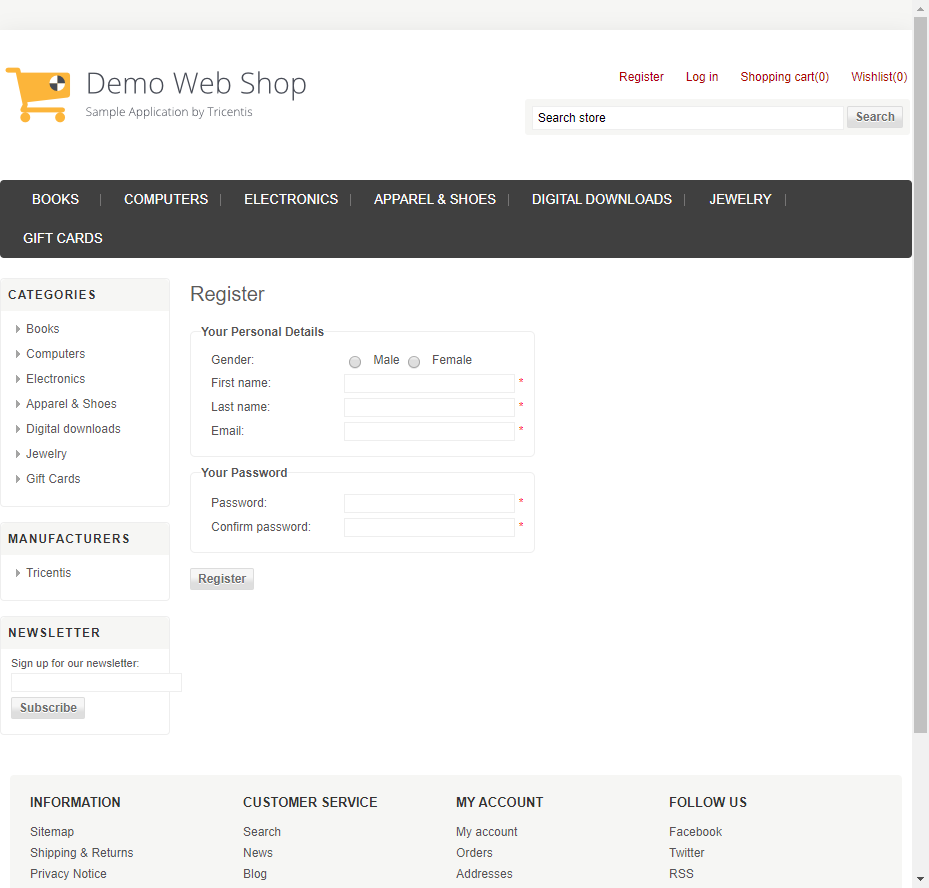 Demo Web Shop
Sample Application by Tricentis
Register Log in Shopping cart(0) Wishlist(0)
Search store Search
BOOKS | COMPUTERS | ELECTRONICS | APPAREL & SHOES | DIGITAL DOWNLOADS | JEWELRY |
GIFT CARDS
CATEGORIES
Books
Computers
Electronics
Apparel & Shoes
Digital downloads
Jewelry
Gift Cards
MANUFACTURERS
Tricentis
NEWSLETTER
Sign up for our newsletter:
Subscribe
Register
Your Personal Details
Gender: Male Female
First name: *
Last name: *
Email: *
Your Password
Password: *
Confirm password: *
Register
INFORMATION
Sitemap
Shipping & Returns
Privacy Notice
CUSTOMER SERVICE
Search
News
Blog
MY ACCOUNT
My account
Orders
Addresses
FOLLOW US
Facebook
Twitter
RSS